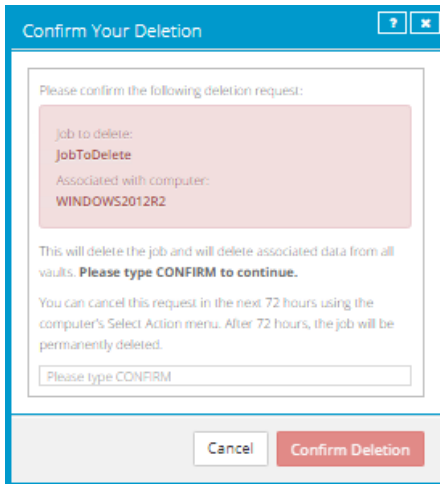 Confirm Your Deletion
?
Please confirm the following deletion request:
Job to delete:
JobToDelete
Associated with computer:
WINDOWS2012R2
This will delete the job and will delete associated data from all
vaults. Please type CONFIRM to continue.
You can cancel this request in the next 72 hours using the
computer's Select Action menu. After 72 hours, the job will be
permanently deleted.
Please type CONFIRM
Cancel
Confirm Deletion